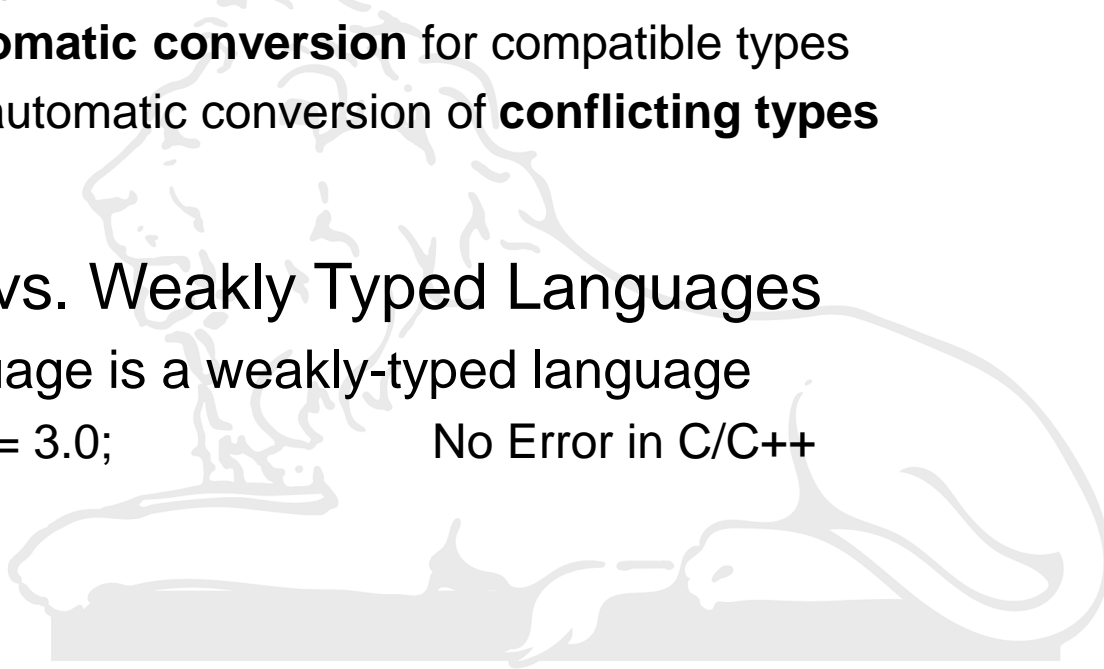 omatic conversion for compatible types
automatic conversion of conflicting types
vs. Weakly Typed Languages
uage is a weakly-typed language
= 3.0; No Error in C/C++